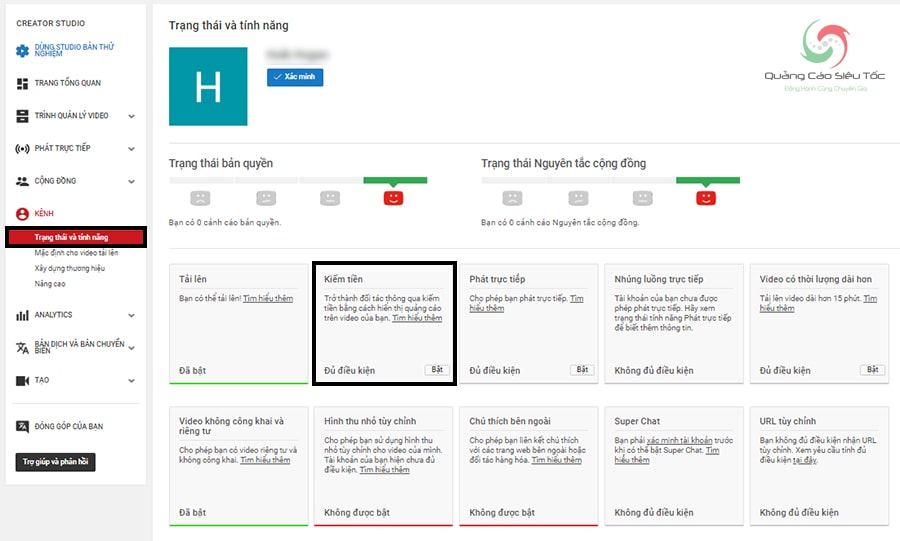 CREATOR STUDIO
DÙNG STUDIO BẢN THỬ
NGHIỆM
TRANG TỔNG QUAN
TRÌNH QUẢN LÝ VIDEO
PHÁT TRỰC TIẾP
CỘNG ĐỒNG
KÊNH
Trạng thái và tính năng
Mặc định cho video tải lên
Xây dựng thương hiệu
Nâng cao
ANALYTICS
BẢN DỊCH VÀ BẢN CHUYỂN
BIẾN
TẠO
ĐÓNG GÓP CỦA BẠN
Trợ giúp và phản hồi
Trạng thái và tính năng
H
Xác minh
Quảng Cáo Siêu Tốc
Đồng Hành Cùng Chuyên Gia
Trạng thái bản quyền
Bạn có 0 cảnh cáo bản quyền.
Trạng thái Nguyên tắc cộng đồng
Bạn có 0 cảnh cáo Nguyên tắc cộng đồng.
Tải lên
Bạn có thể tải lên! Tìm hiểu thêm
Đã bật
Kiếm tiền
Trở thành đối tác thông qua kiếm
tiền bằng cách hiển thị quảng cáo
trên video của bạn. Tìm hiểu thêm
Đủ điều kiện
Bật
Phát trực tiếp
Cho phép bạn phát trực tiếp. Tìm
hiểu thêm
Đủ điều kiện
Bật
Nhúng luồng trực tiếp
Tài khoản của bạn chưa được
phép phát trực tiếp. Hãy xem
trạng thái tính năng Phát trực tiếp
để biết thêm thông tin.
Không đủ điều kiện
Video có thời lượng dài hơn
Tải lên video dài hơn 15 phút. Tìm
hiểu thêm
Đủ điều kiện
Bật
Video không công khai và
riêng tư
Cho phép bạn có video riêng tư và
không công khai. Tìm hiểu thêm
Đã bật
Hình thu nhỏ tùy chỉnh
Cho phép bạn sử dụng hình thu
nhỏ tùy chỉnh cho video của mình.
Tài khoản của bạn hiện chưa đủ
điều kiện. Tìm hiểu thêm
Không được bật
Chú thích bên ngoài
Cho phép bạn liên kết chú thích
với các trang web bên ngoài hoặc
đối tác hàng hóa. Tìm hiểu thêm
Không được bật
Super Chat
Bạn phải xác minh tài khoản trước
khi có thể bật Super Chat. Tìm
hiểu thêm
Không đủ điều kiện
URL tùy chỉnh
Bạn không đủ điều kiện nhận URL
tùy chỉnh. Xem yêu cầu tính đủ
điều kiện tại đây.
Không đủ điều kiện